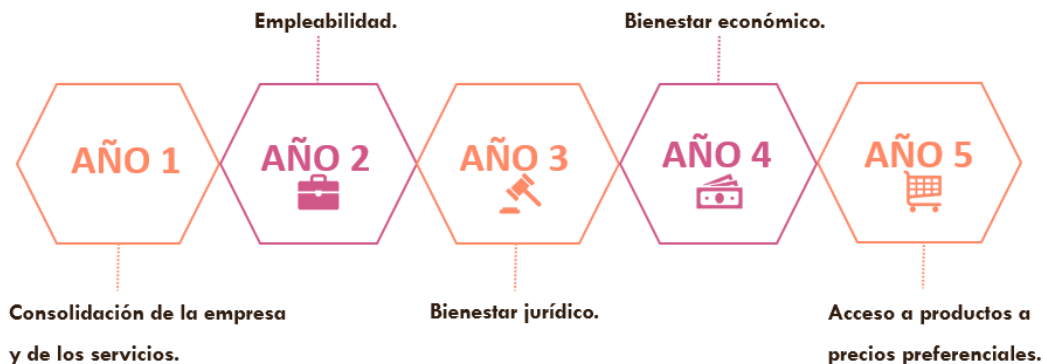 Empleabilidad.
Bienestar económico.
AÑO 1
AÑO 2
AÑO 3
AÑO 4
AÑO 5
Consolidación de la empresa
y de los servicios.
Bienestar jurídico.
Acceso a productos a
precios preferenciales.